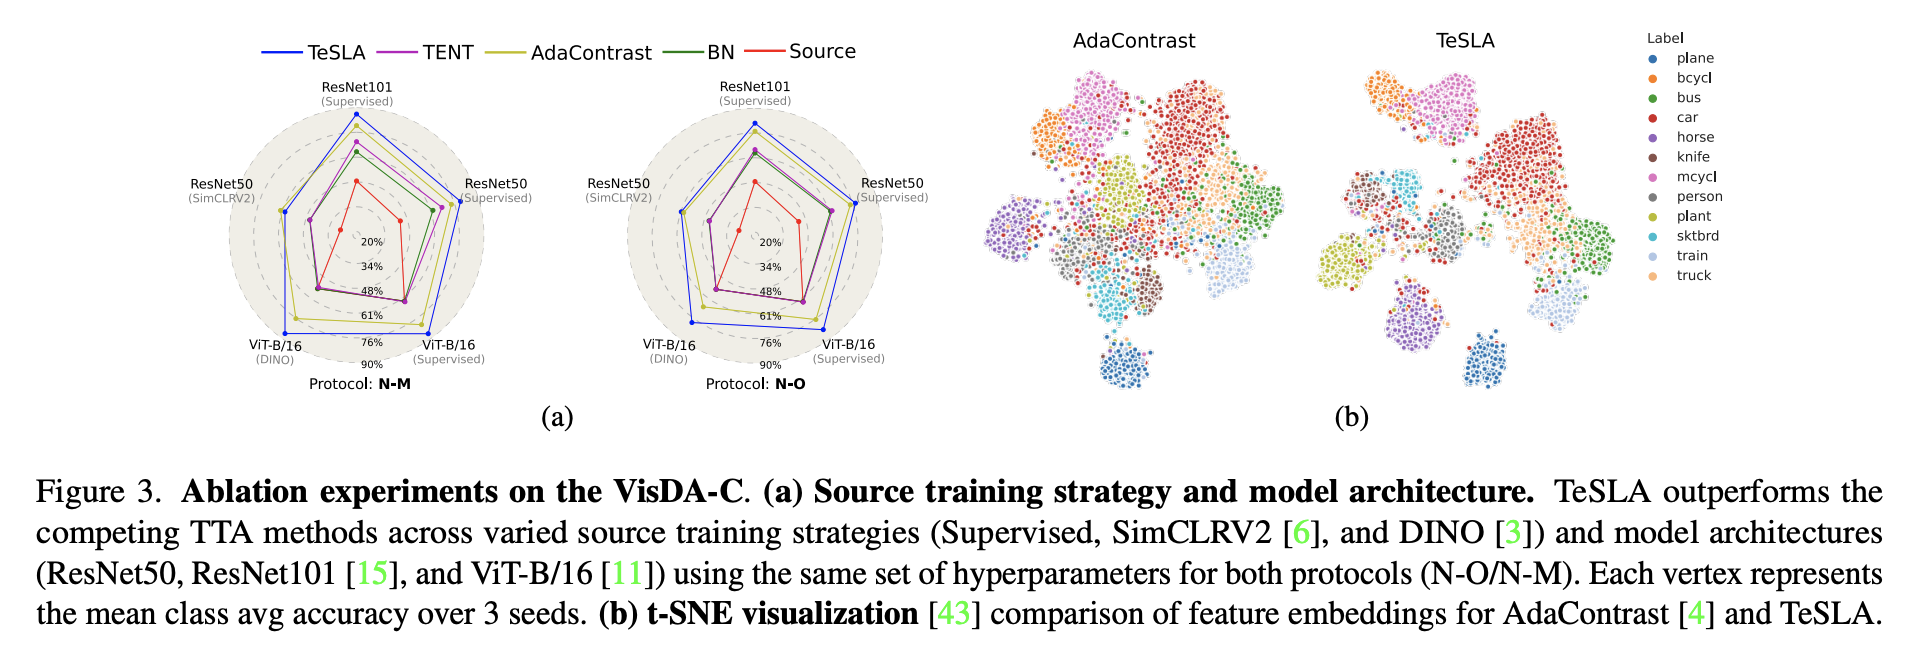 TeSLA TENT AdaContrast BN Source
ResNet101
(Supervised)
ResNet50
(SimCLRV2)
ResNet50
(Supervised)
20%
34%
48%
61%
76%
90%
ViT-B/16
(DINO)
ViT-B/16
(Supervised)
Protocol: N-M
ResNet101
(Supervised)
ResNet50
(SimCLRV2)
ResNet50
(Supervised)
20%
34%
48%
61%
76%
90%
ViT-B/16
(DINO)
ViT-B/16
(Supervised)
Protocol: N-O
(a)
AdaContrast
TeSLA
Label
plane
bcycl
bus
car
horse
knife
mcycl
person
plant
sktbrd
train
truck
(b)
Figure 3. Ablation experiments on the VisDA-C. (a) Source training strategy and model architecture. TeSLA outperforms the
competing TTA methods across varied source training strategies (Supervised, SimCLRV2 [6], and DINO [3]) and model architectures
(ResNet50, ResNet101 [15], and ViT-B/16 [11]) using the same set of hyperparameters for both protocols (N-O/N-M). Each vertex represents
the mean class avg accuracy over 3 seeds. (b) t-SNE visualization [43] comparison of feature embeddings for AdaContrast [4] and TeSLA.